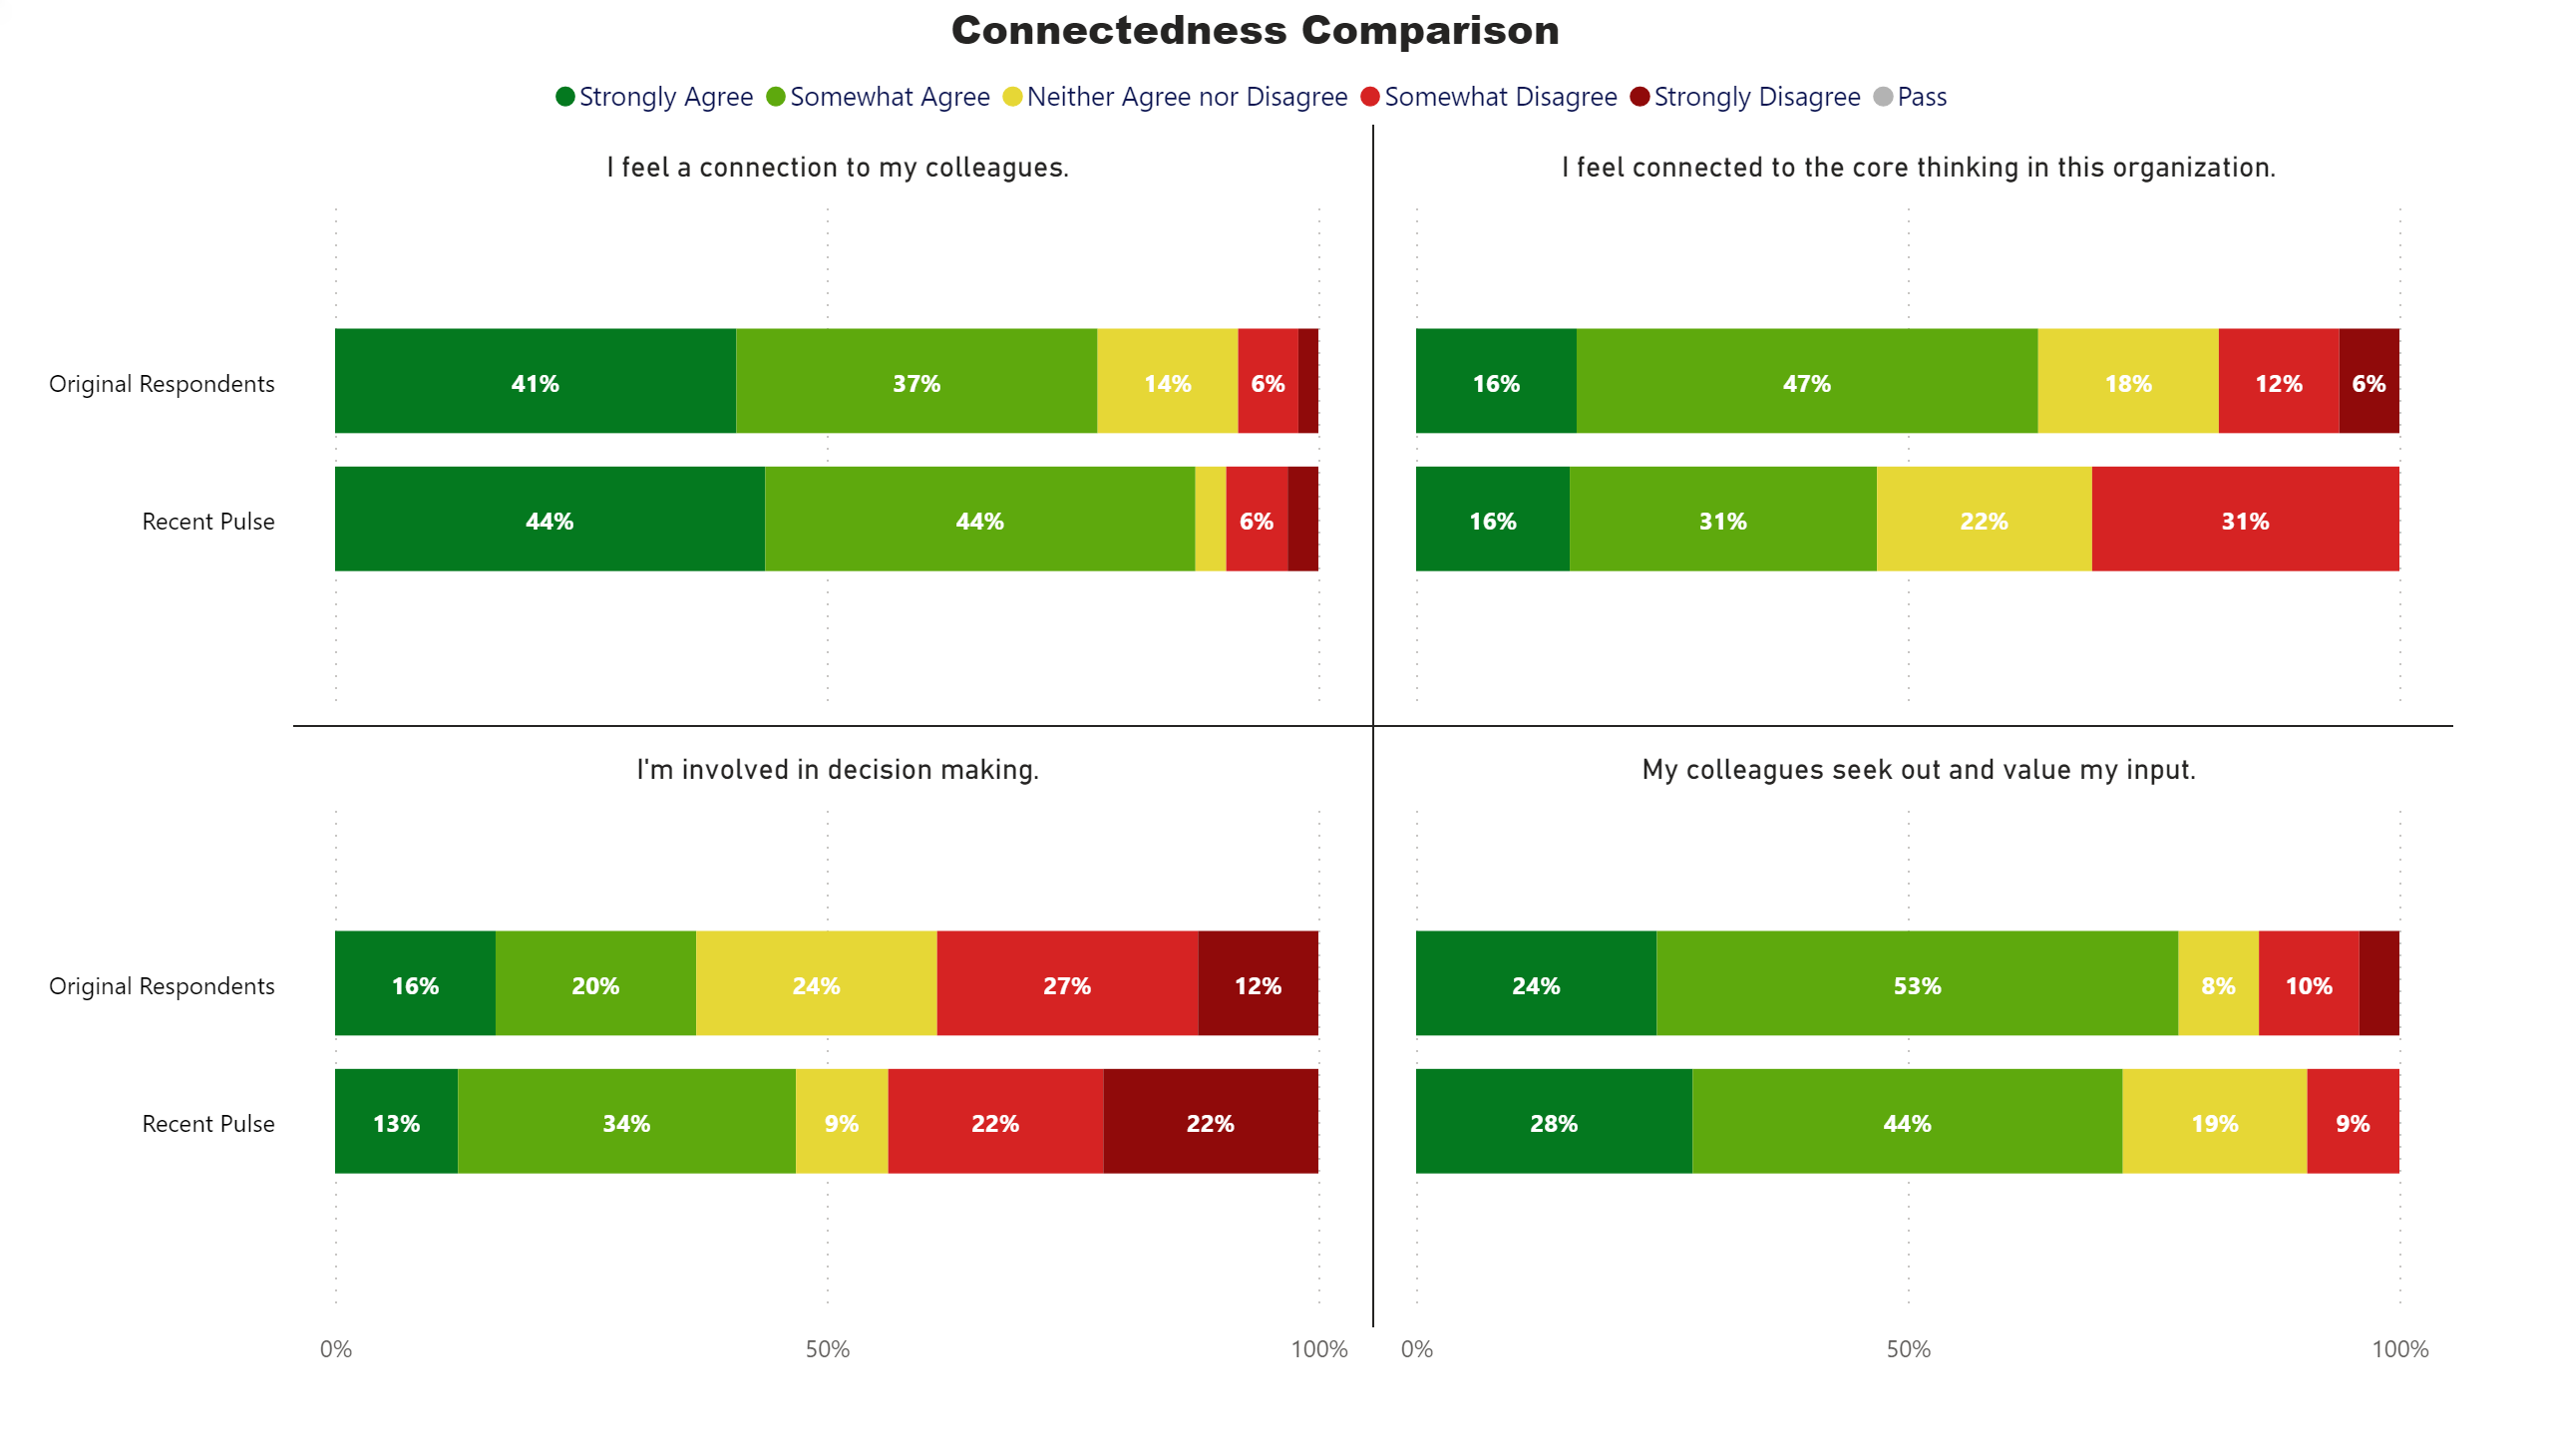 Connectedness Comparison
Strongly Agree Somewhat Agree Neither Agree nor Disagree Somewhat Disagree Strongly Disagree Pass
I feel a connection to my colleagues.
Original Respondents 41% 37% 14% 6%
Recent Pulse 44% 44% 6%
I feel connected to the core thinking in this organization.
16% 47% 18% 12% 6%
16% 31% 22% 31%
I'm involved in decision making.
Original Respondents 16% 20% 24% 27% 12%
Recent Pulse 13% 34% 9% 22% 22%
0% 50% 100%
My colleagues seek out and value my input.
24% 53% 8% 10%
28% 44% 19% 9%
0% 50% 100%